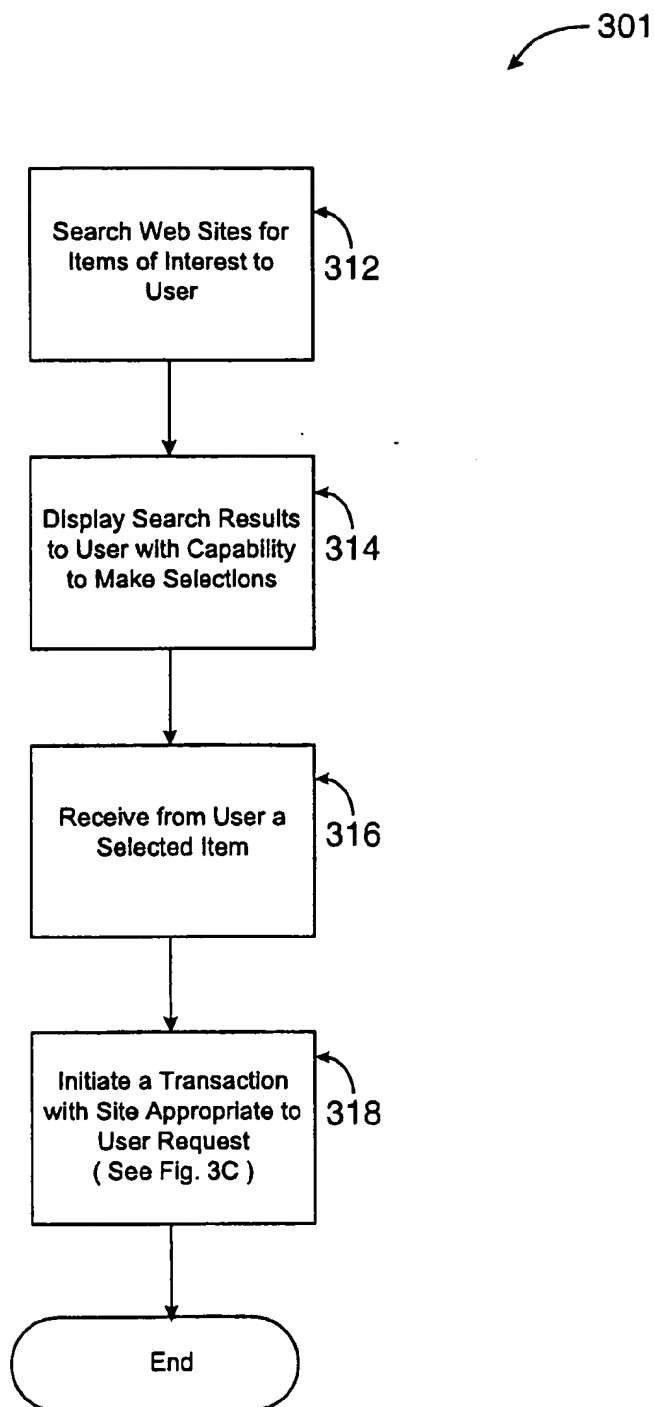 301
Search Web Sites for
Items of Interest to
User
312
Display Search Results
to User with Capability
to Make Selections
314
Receive from User a
Selected Item
316
Initiate a Transaction
with Site Appropriate to
User Request
( See Fig. 3C )
318
End